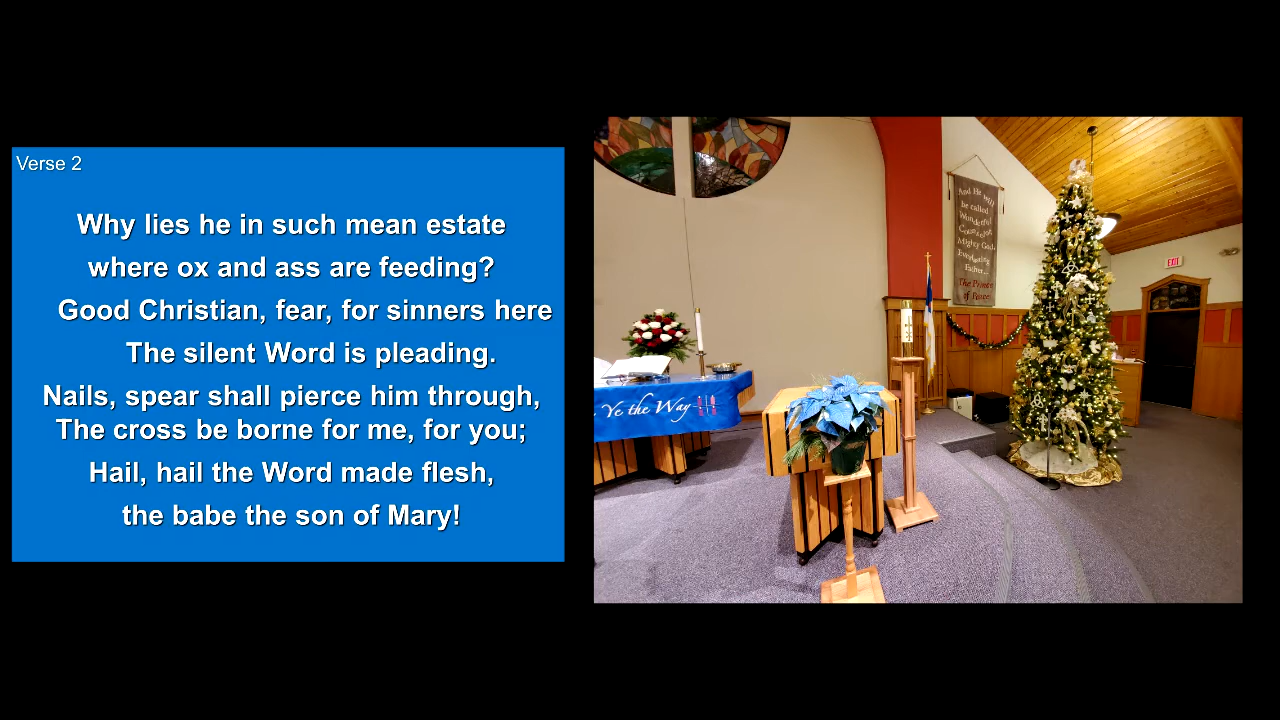 Verse 2
Why lies he in such mean estate
where ox and ass are feeding?
Good Christian, fear, for sinners here
The silent Word is pleading.
Nails, spear shall pierce him through,
The cross be borne for me, for you;
Hail, hail the Word made flesh,
the babe the son of Mary!
And He will
be called
Wonderful
Counselor
Mighty God,
Everlasting
Father...
The Prince
of Peace
EXIT
Ye the Way